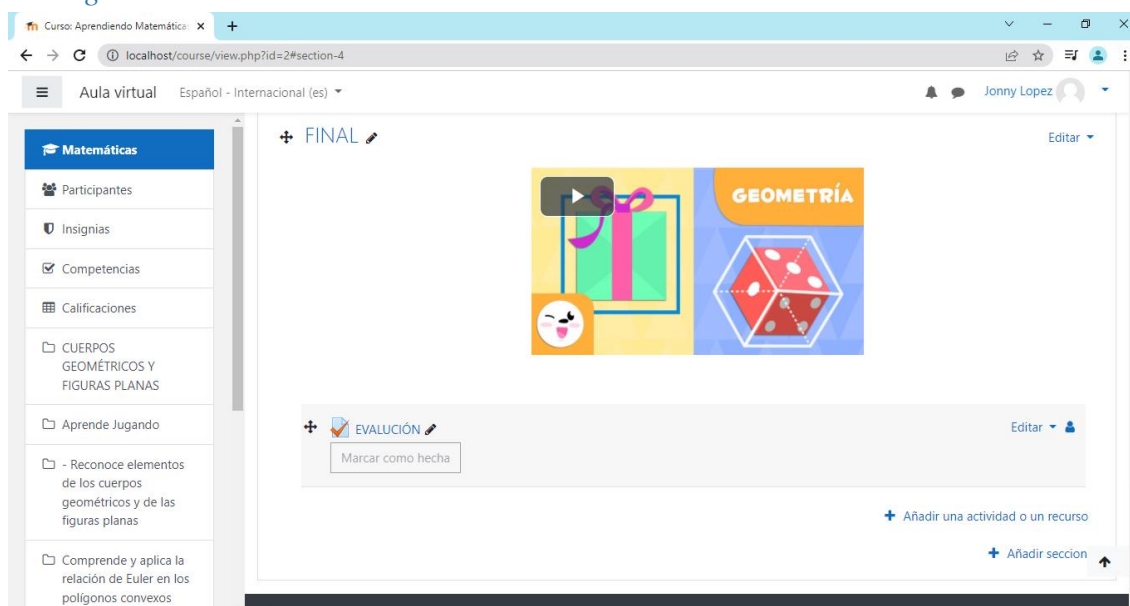 Curso: Aprendiendo Matemática
localhost/course/view.php?id=2#section-4
Aula virtual Español - Internacional (es)
Jonny Lopez
Matemáticas
Participantes
Insignias
Competencias
Calificaciones
CUERPOS
GEOMÉTRICOS Y
FIGURAS PLANAS
Aprende Jugando
- Reconoce elementos
de los cuerpos
geométricos y de las
figuras planas
Comprende y aplica la
relación de Euler en los
polígonos convexos
FINAL
Editar
GEOMETRÍA
EVALUCIÓN
Editar
Marcar como hecha
Añadir una actividad o un recurso
Añadir seccion